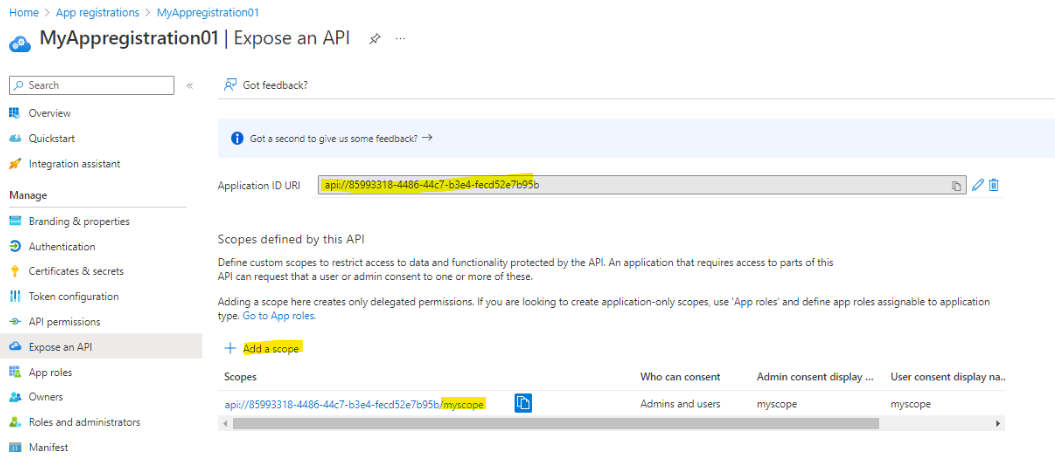 Home > App registrations > MyAppregistration01
MyAppregistration01 | Expose an API ...
Search «
Got feedback?
Overview
Quickstart
Integration assistant
Got a second to give us some feedback? →
Manage
Application ID URI api://85993318-4486-44c7-b3e4-fecd52e7b95b
Branding & properties
Authentication
Certificates & secrets
Token configuration
API permissions
Expose an API
App roles
Owners
Roles and administrators
Manifest
Scopes defined by this API
Define custom scopes to restrict access to data and functionality protected by the API. An application that requires access to parts of this
API can request that a user or admin consent to one or more of these.
Adding a scope here creates only delegated permissions. If you are looking to create application-only scopes, use 'App roles' and define app roles assignable to application
type. Go to App roles.
+ Add a scope
Scopes Who can consent Admin consent display ... User consent display na...
api://85993318-4486-44c7-b3e4-fecd52e7b95b/myscope Admins and users myscope myscope